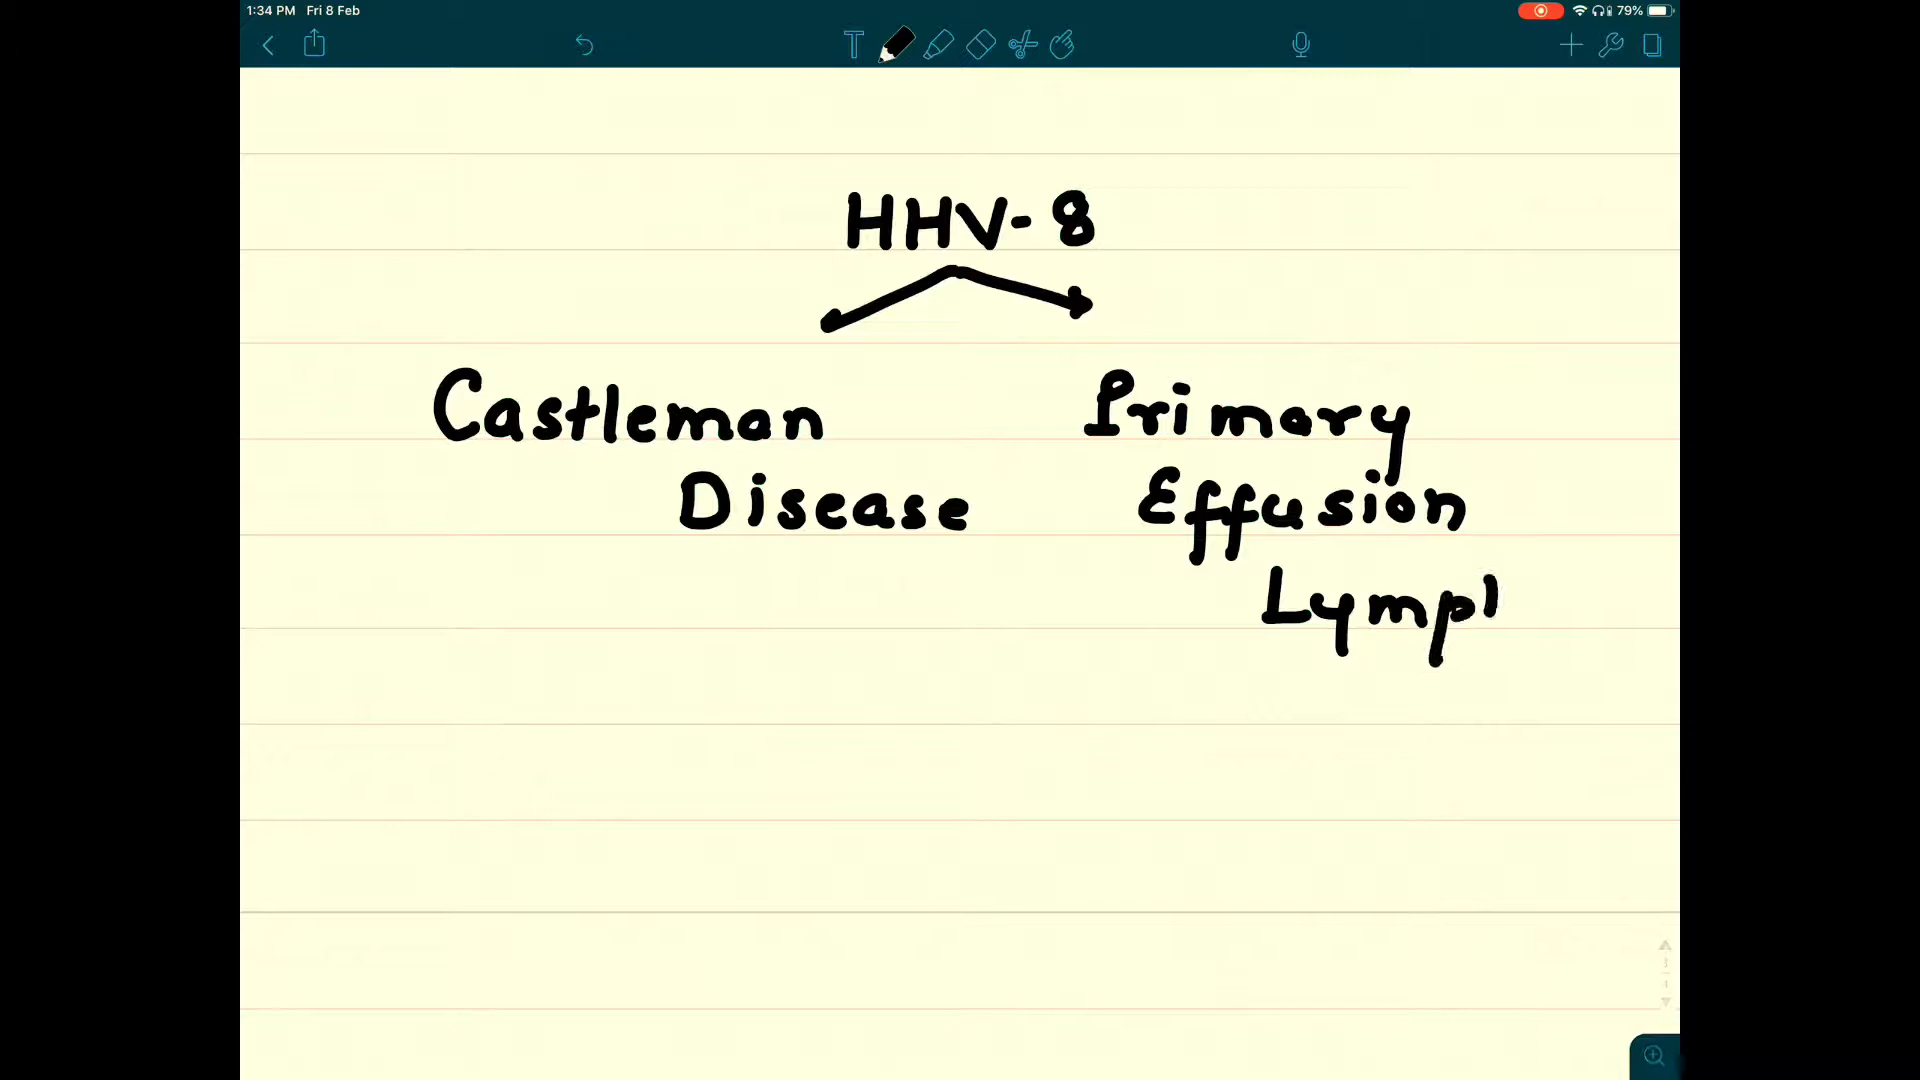 1:34 PM Fri 8 Feb 79%
T
HHV-8
Castleman Primary
Disease Effusion
Lympl